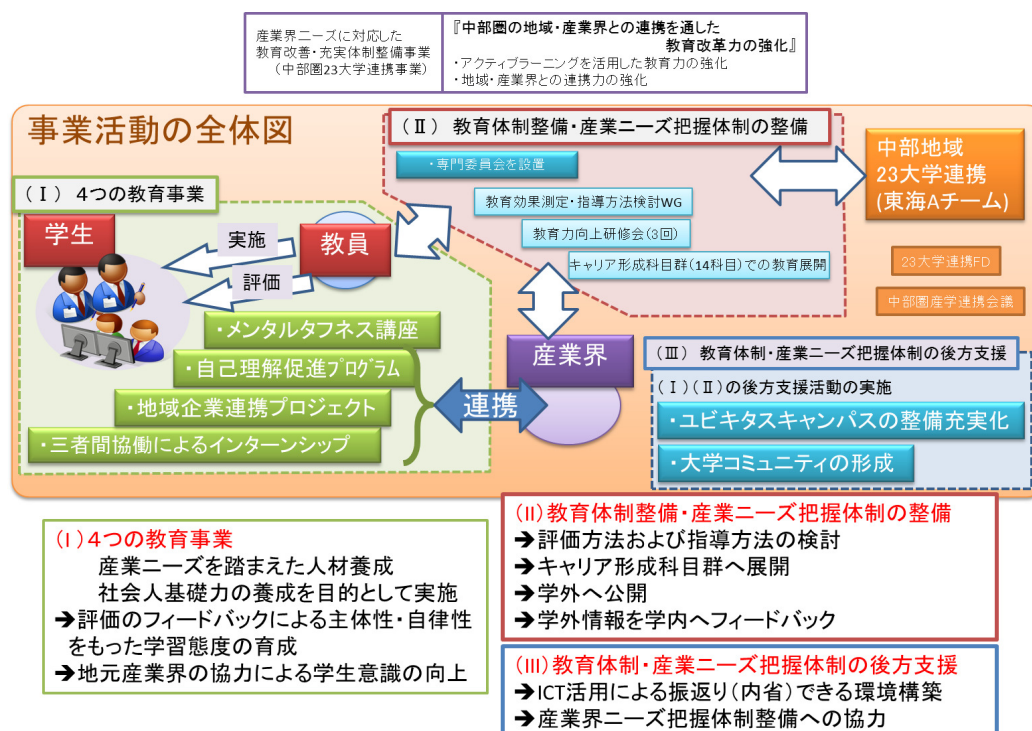 産業界ニーズに対応した
教育改善・充実体制整備事業
（中部圏23大学連携事業）
『中部圏の地域・産業界との連携を通した
教育改革力の強化』
・アクティブラーニングを活用した教育力の強化
・地域・産業界との連携力の強化
事業活動の全体図
（Ⅱ） 教育体制整備・産業ニーズ把握体制の整備
・専門委員会を設置
教育効果測定・指導方法検討WG
教育力向上研修会(3回)
キャリア形成科目群(14科目)での教育展開
中部地域
23大学連携
(東海Aチーム)
23大学連携FD
中部圏産学連携会議
（Ⅰ） 4つの教育事業
学生
実施
評価
教員
・メンタルタフネス講座
・自己理解促進プログラム
・地域企業連携プロジェクト
・三者間協働によるインターンシップ
連携
産業界
（Ⅲ） 教育体制・産業ニーズ把握体制の後方支援
（Ⅰ）（Ⅱ）の後方支援活動の実施
・ユビキタスキャンパスの整備充実化
・大学コミュニティの形成
(Ⅰ)4つの教育事業
産業ニーズを踏まえた人材養成
社会人基礎力の養成を目的として実施
➔評価のフィードバックによる主体性・自律性
をもった学習態度の育成
➔地元産業界の協力による学生意識の向上
(II)教育体制整備・産業ニーズ把握体制の整備
➔評価方法および指導方法の検討
➔キャリア形成科目群へ展開
➔学外へ公開
➔学外情報を学内へフィードバック
(III)教育体制・産業ニーズ把握体制の後方支援
➔ICT活用による振返り（内省）できる環境構築
➔産業界ニーズ把握体制整備への協力